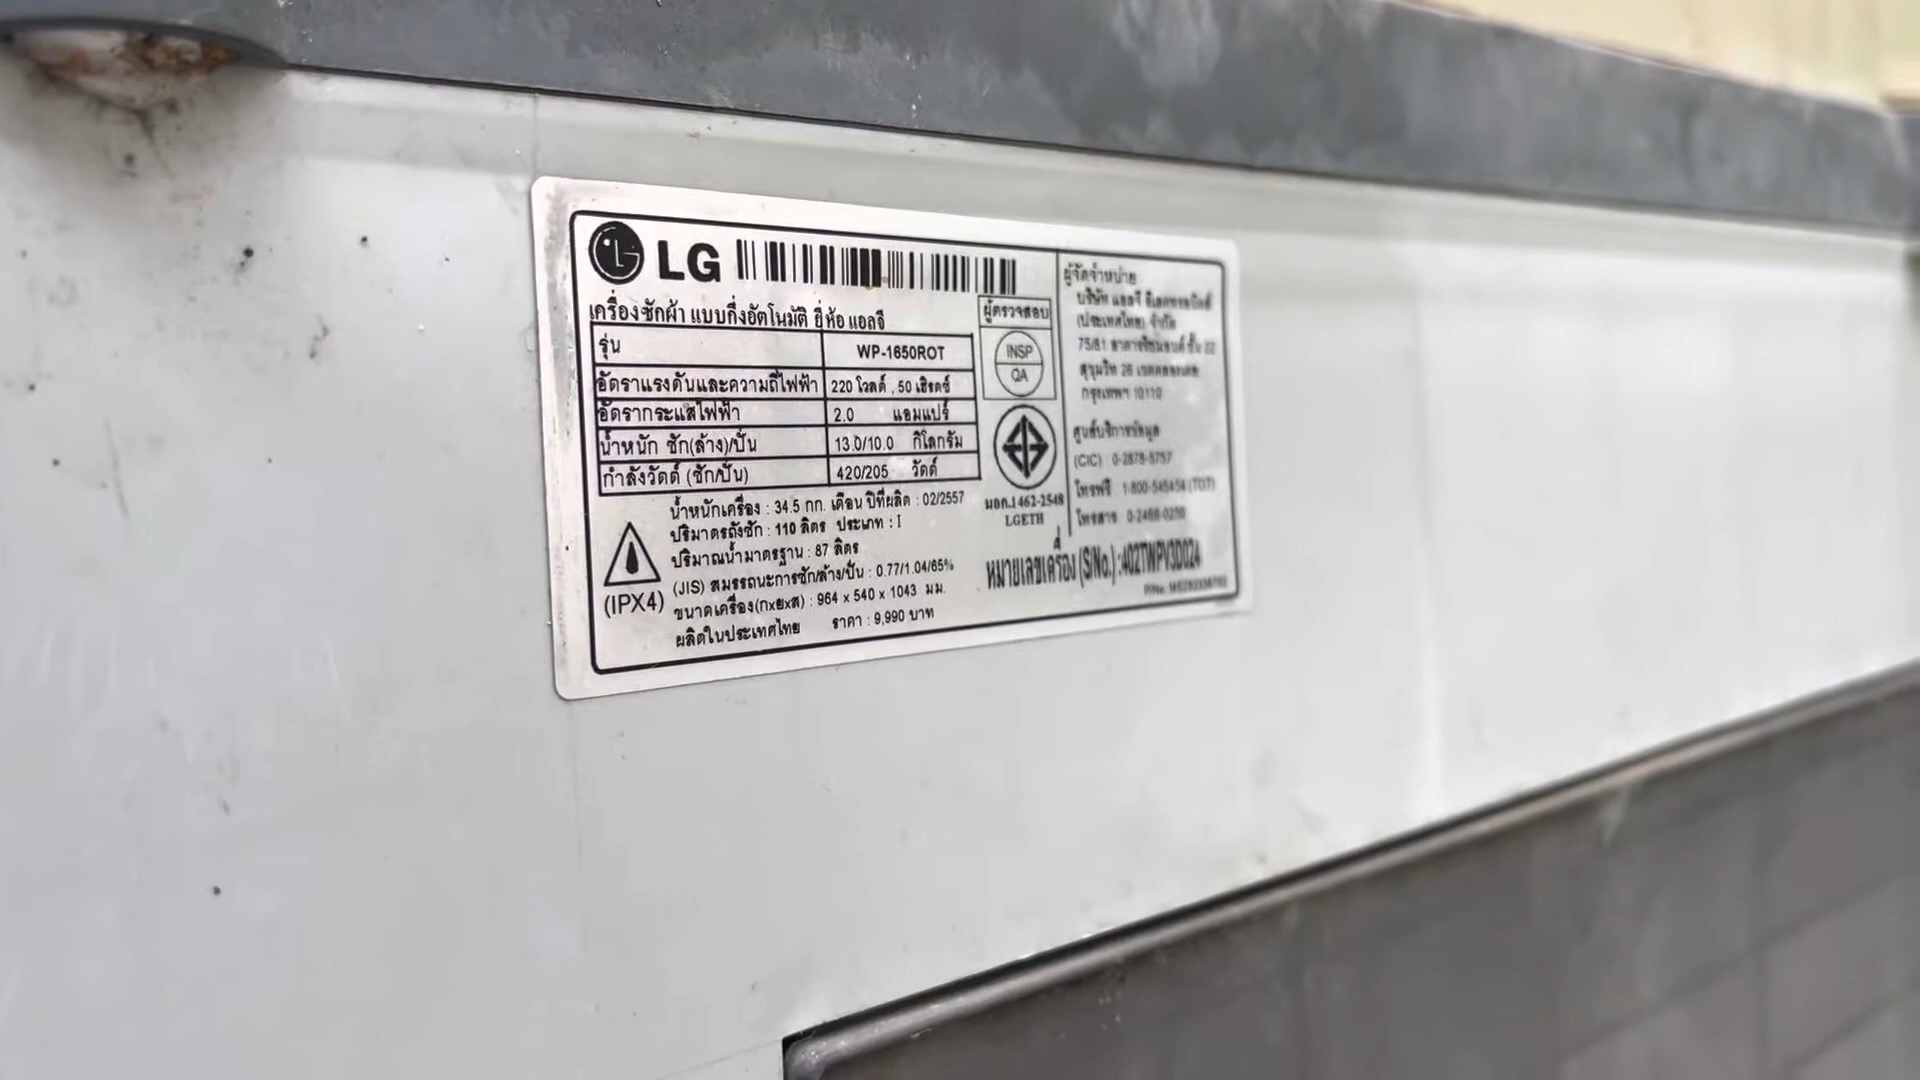 LG
เครื่องซักผ้า แบบกึ่งอัตโนมัติ ยี่ห้อ แอลจี
รุ่น WP-1650ROT
อัตราแรงดันและความถี่ไฟฟ้า 220 โวลต์ , 50 เฮิรตซ์
อัตรากระแสไฟฟ้า 2.0 แอมแปร์
น้ำหนัก ซัก(ล้าง)/ปั่น 13.0/10.0 กิโลกรัม
กำลังวัตต์ (ซัก/ปั่น) 420/205 วัตต์
น้ำหนักเครื่อง : 34.5 กก. เดือน ปีที่ผลิต : 02/2557
ปริมาตรถังซัก : 110 ลิตร ประเภท : I
ปริมาณน้ำมาตรฐาน : 87 ลิตร
(JIS) สมรรถนะการซัก/ล้าง/ปั่น : 0.77/1.04/65%
ขนาดเครื่อง(กxยxส) : 964 x 540 x 1043 มม.
ผลิตในประเทศไทย ราคา : 9,990 บาท
(IPX4)
ผู้ตรวจสอบ
INSP
QA
มอก.1462-2548
LGETH
ผู้จัดจำหน่าย
บริษัท แอลจี อีเลคทรอนิคส์
(ประเทศไทย) จำกัด
75/81 อาคารริชมอนด์ ชั้น 22
สุขุมวิท 26 เขตคลองเตย
กรุงเทพฯ 10110
ศูนย์บริการข้อมูล
(CIC) : 0-2878-5757
โทรฟรี : 1-800-545454 (TOT)
โทรสาร : 0-2468-0250
หมายเลขเครื่อง (S/No.) : 402TWPV3D024
P/No.